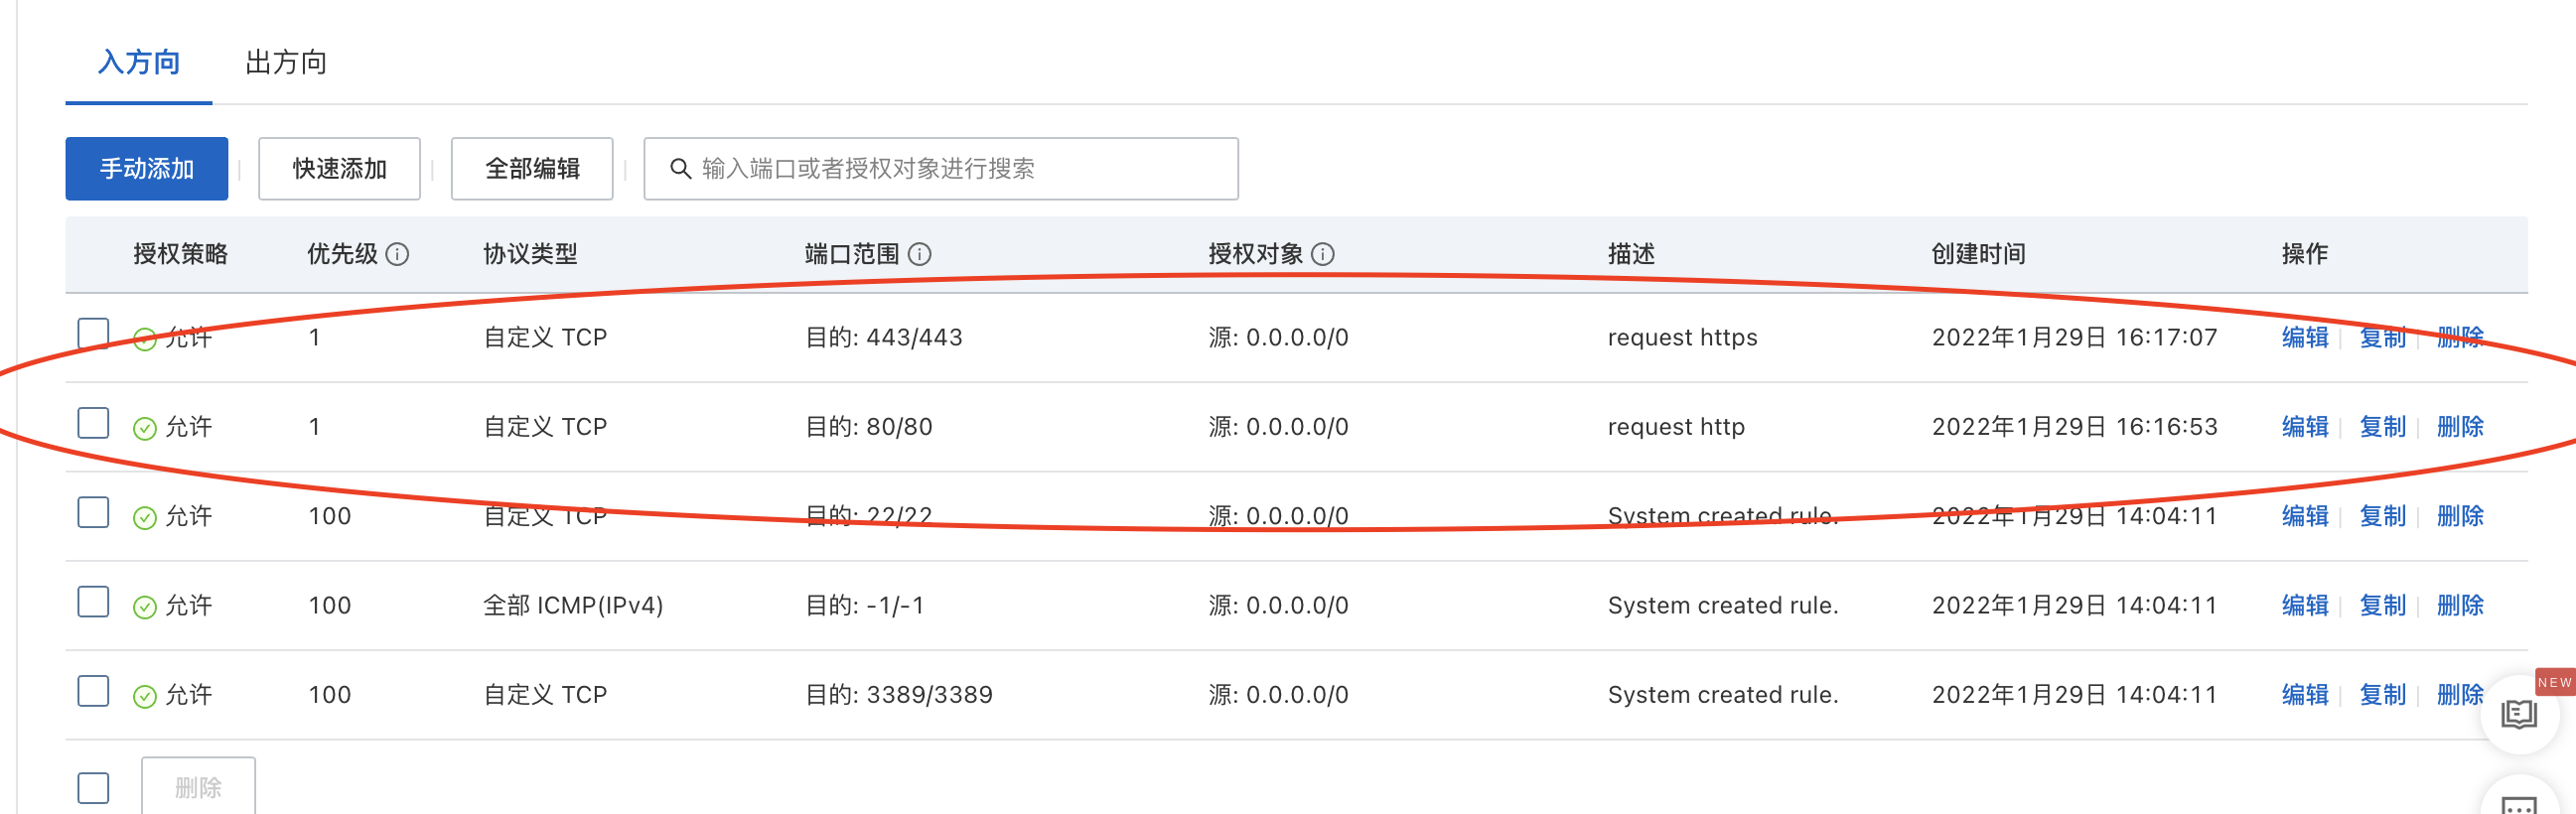 入方向 出方向
手动添加 快速添加 全部编辑 输入端口或者授权对象进行搜索
授权策略 优先级 协议类型 端口范围 授权对象 描述 创建时间 操作
允许 1 自定义 TCP 目的: 443/443 源: 0.0.0.0/0 request https 2022年1月29日 16:17:07 编辑 复制 删除
允许 1 自定义 TCP 目的: 80/80 源: 0.0.0.0/0 request http 2022年1月29日 16:16:53 编辑 复制 删除
允许 100 自定义 TCP 目的: 22/22 源: 0.0.0.0/0 System created rule. 2022年1月29日 14:04:11 编辑 复制 删除
允许 100 全部 ICMP(IPv4) 目的: -1/-1 源: 0.0.0.0/0 System created rule. 2022年1月29日 14:04:11 编辑 复制 删除
允许 100 自定义 TCP 目的: 3389/3389 源: 0.0.0.0/0 System created rule. 2022年1月29日 14:04:11 编辑 复制 删除
NEW
删除